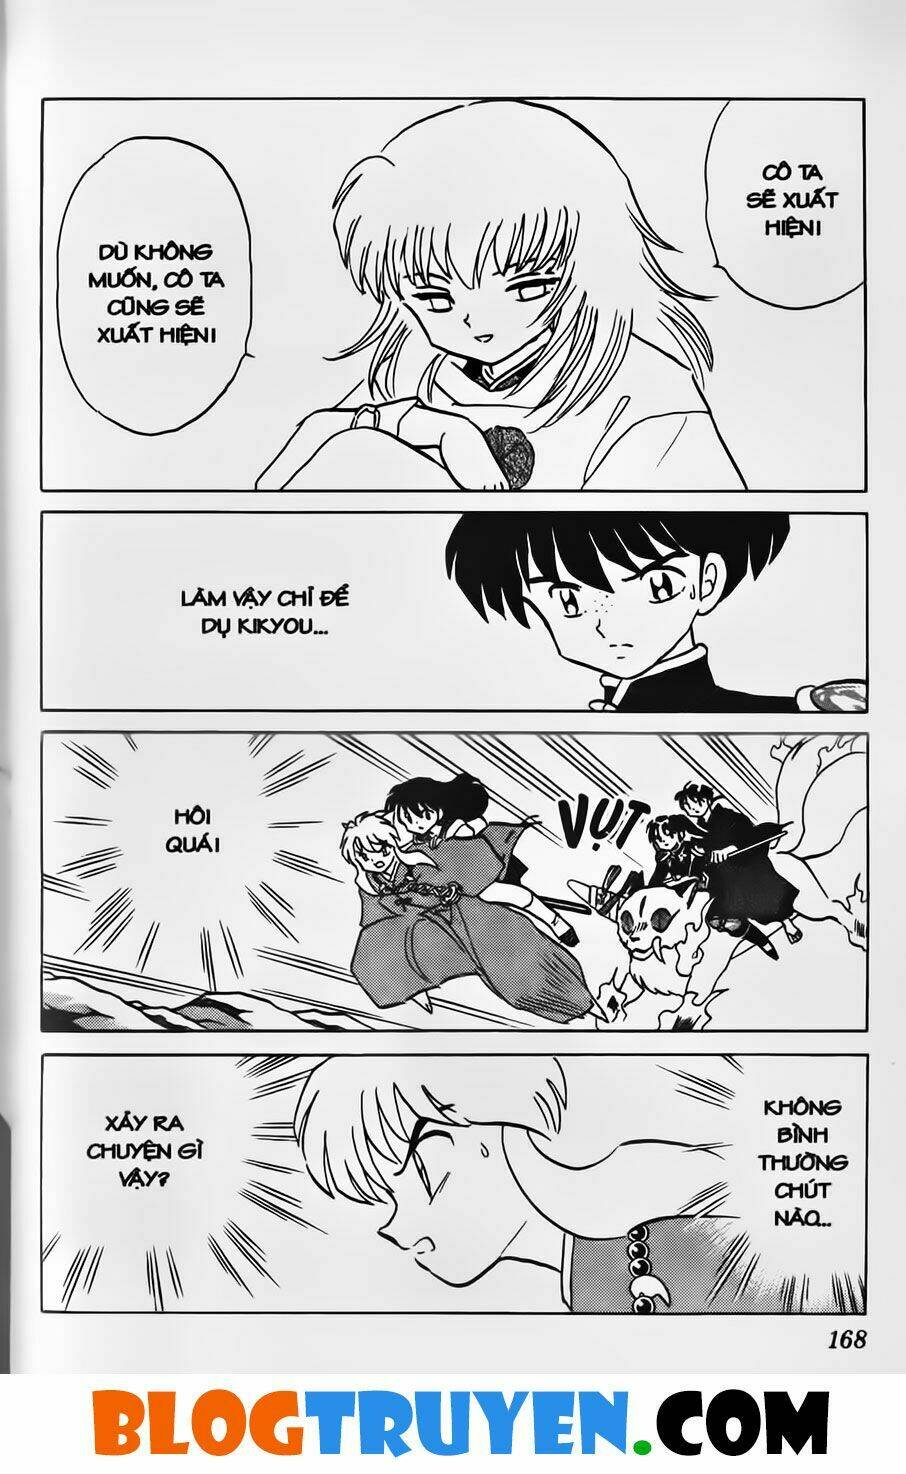 CÔ TA
SẼ XUẤT
HIỆN!
DÙ KHÔNG
MUỐN, CÔ TA
CŨNG SẼ
XUẤT HIỆN!
LÀM VẬY CHỈ ĐỂ
DỤ KIKYOU...
VỤT
HÔI
QUÁ!
KHÔNG
BÌNH
THƯỜNG
CHÚT
NÀO...
XẢY RA
CHUYỆN GÌ
VẬY?
168
BLOGTRUYEN.COM